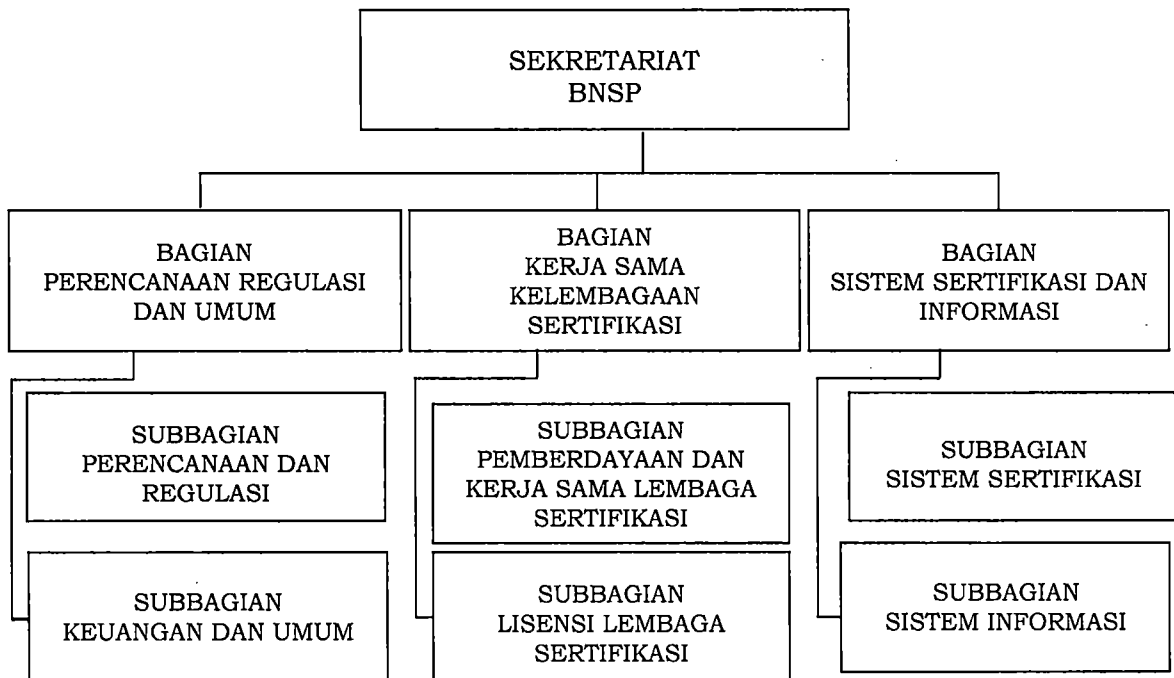 SEKRETARIAT
BNSP
BAGIAN
PERENCANAAN REGULASI
DAN UMUM
BAGIAN
KERJA SAMA
KELEMBAGAAN
SERTIFIKASI
BAGIAN
SISTEM SERTIFIKASI DAN
INFORMASI
SUBBAGIAN
PERENCANAAN DAN
REGULASI
SUBBAGIAN
PEMBERDAYAAN DAN
KERJA SAMA LEMBAGA
SERTIFIKASI
SUBBAGIAN
SISTEM SERTIFIKASI
SUBBAGIAN
KEUANGAN DAN UMUM
SUBBAGIAN
LISENSI LEMBAGA
SERTIFIKASI
SUBBAGIAN
SISTEM INFORMASI